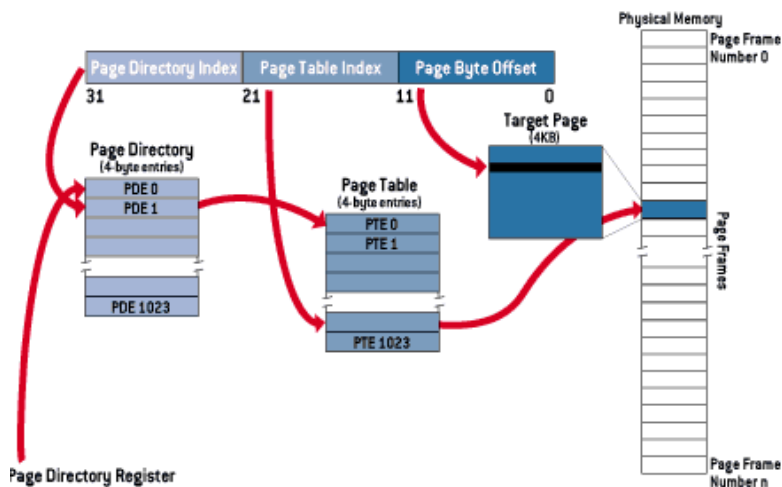 Physical Memory
Page Frame
Number 0
Page Directory Index
Page Table Index
Page Byte Offset
31
21
11
0
Target Page
(4KB)
Page Directory
(4-byte entries)
PDE 0
PDE 1
PDE 1023
Page Table
(4-byte entries)
PTE 0
PTE 1
PTE 1023
Page Frames
Page Directory Register
Page Frame
Number n